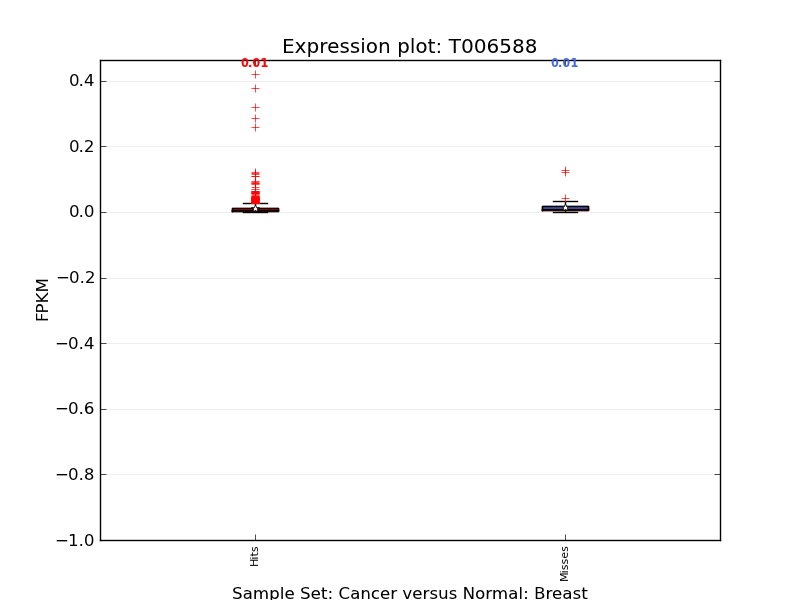 Expression plot: T006588
0.01
0.01
0.4
0.2
0.0
−0.2
−0.4
−0.6
−0.8
−1.0
FPKM
Hits
Misses
Sample Set: Cancer versus Normal: Breast